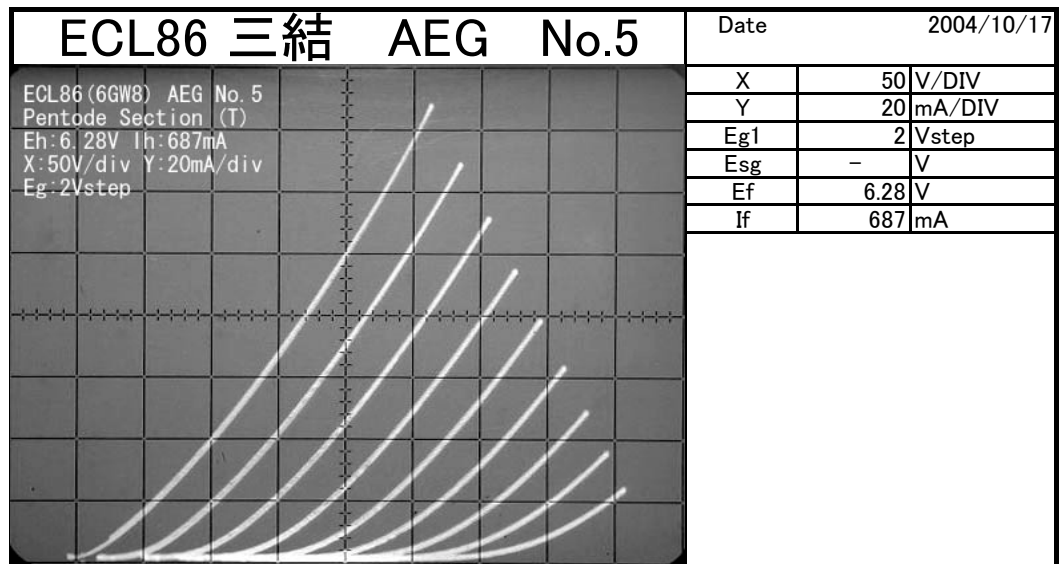 ECL86 三結 AEG No.5
Date 2004/10/17
ECL86(6GW8) AEG No.5
Pentode Section (T)
Eh:6.28V Ih:687mA
X:50V/div Y:20mA/div
Eg:2Vstep
X 50 V/DIV
Y 20 mA/DIV
Eg1 2 Vstep
Esg - V
Ef 6.28 V
If 687 mA